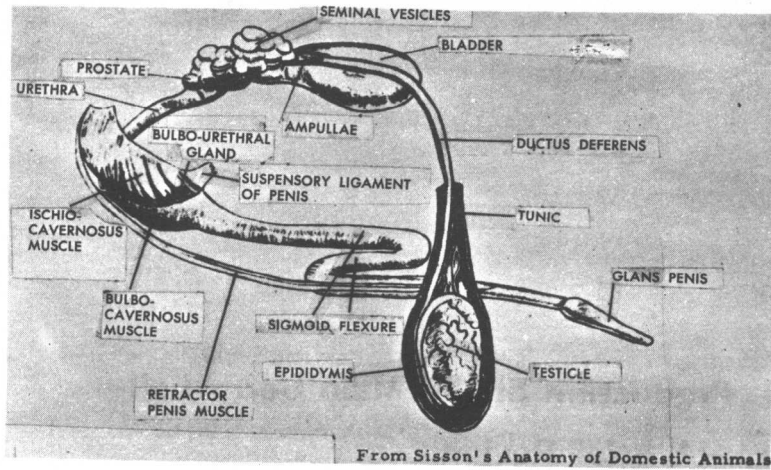 SEMINAL VESICLES
BLADDER
PROSTATE
URETHRA
BULBO-URETHRAL
GLAND
AMPULLAE
DUCTUS DEFERENS
SUSPENSORY LIGAMENT
OF PENIS
ISCHIO-
CAVERNOSUS
MUSCLE
TUNIC
GLANS PENIS
BULBO-
CAVERNOSUS
MUSCLE
SIGMOID FLEXURE
EPIDIDYMIS
TESTICLE
RETRACTOR
PENIS MUSCLE
From Sisson's Anatomy of Domestic Animals